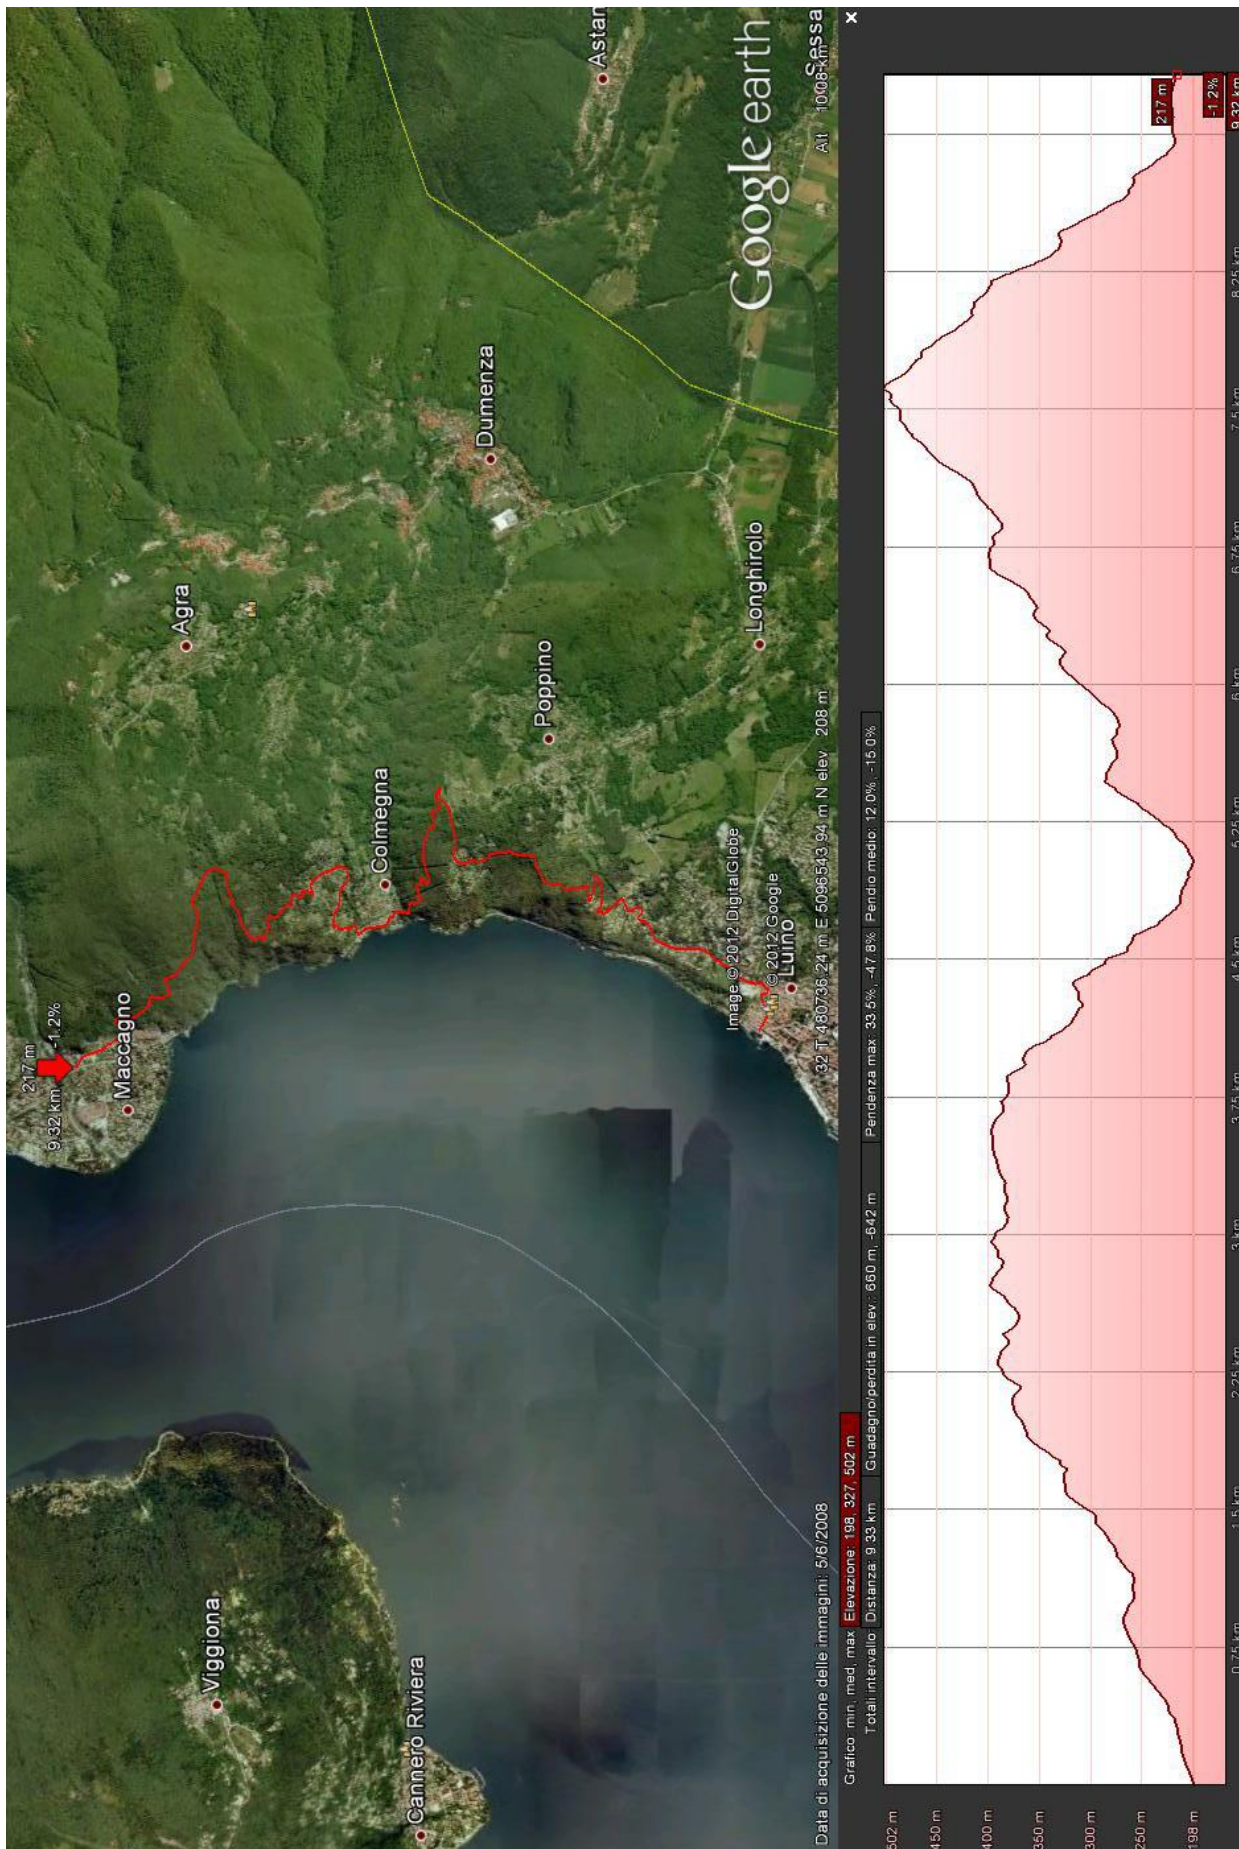 Viggiona
Cannero Riviera
9.32 km
217 m
-1.2%
Maccagno
Agra
Colmegna
Dumenza
Poppino
Longhirolo
Luino
Astan
Sessa
Image © 2012 DigitalGlobe
© 2012 Google
Google earth
Data di acquisizione delle immagini: 5/6/2008
32 T 480736.24 m E 5096543.94 m N elev 208 m
Alt 10.08 km
Grafico: min, med, max Elevazione: 198, 327, 502 m
Totali intervallo: Distanza: 9.33 km Guadagno/perdita in elev.: 660 m, -642 m Pendenza max: 33.5%, -47.8% Pendio medio: 12.0%, -15.0%
502 m
450 m
400 m
350 m
300 m
250 m
198 m
217 m
-1.2%
9.32 km
0.75 km 1.5 km 2.25 km 3 km 3.75 km 4.5 km 5.25 km 6 km 6.75 km 7.5 km 8.25 km